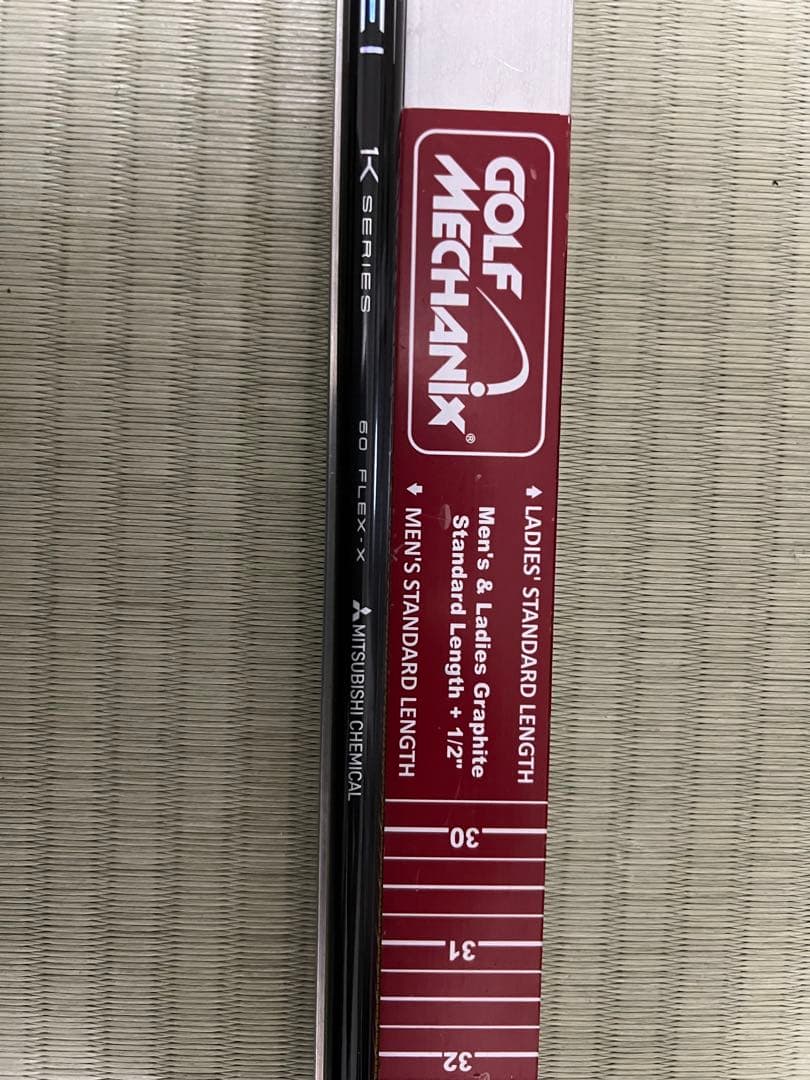 1K SERIES
60 FLEX·X
MITSUBISHI CHEMICAL
GOLF
MECHANIX®
LADIES' STANDARD LENGTH
Men's & Ladies Graphite
Standard Length + 1/2"
MEN'S STANDARD LENGTH
30
31
32